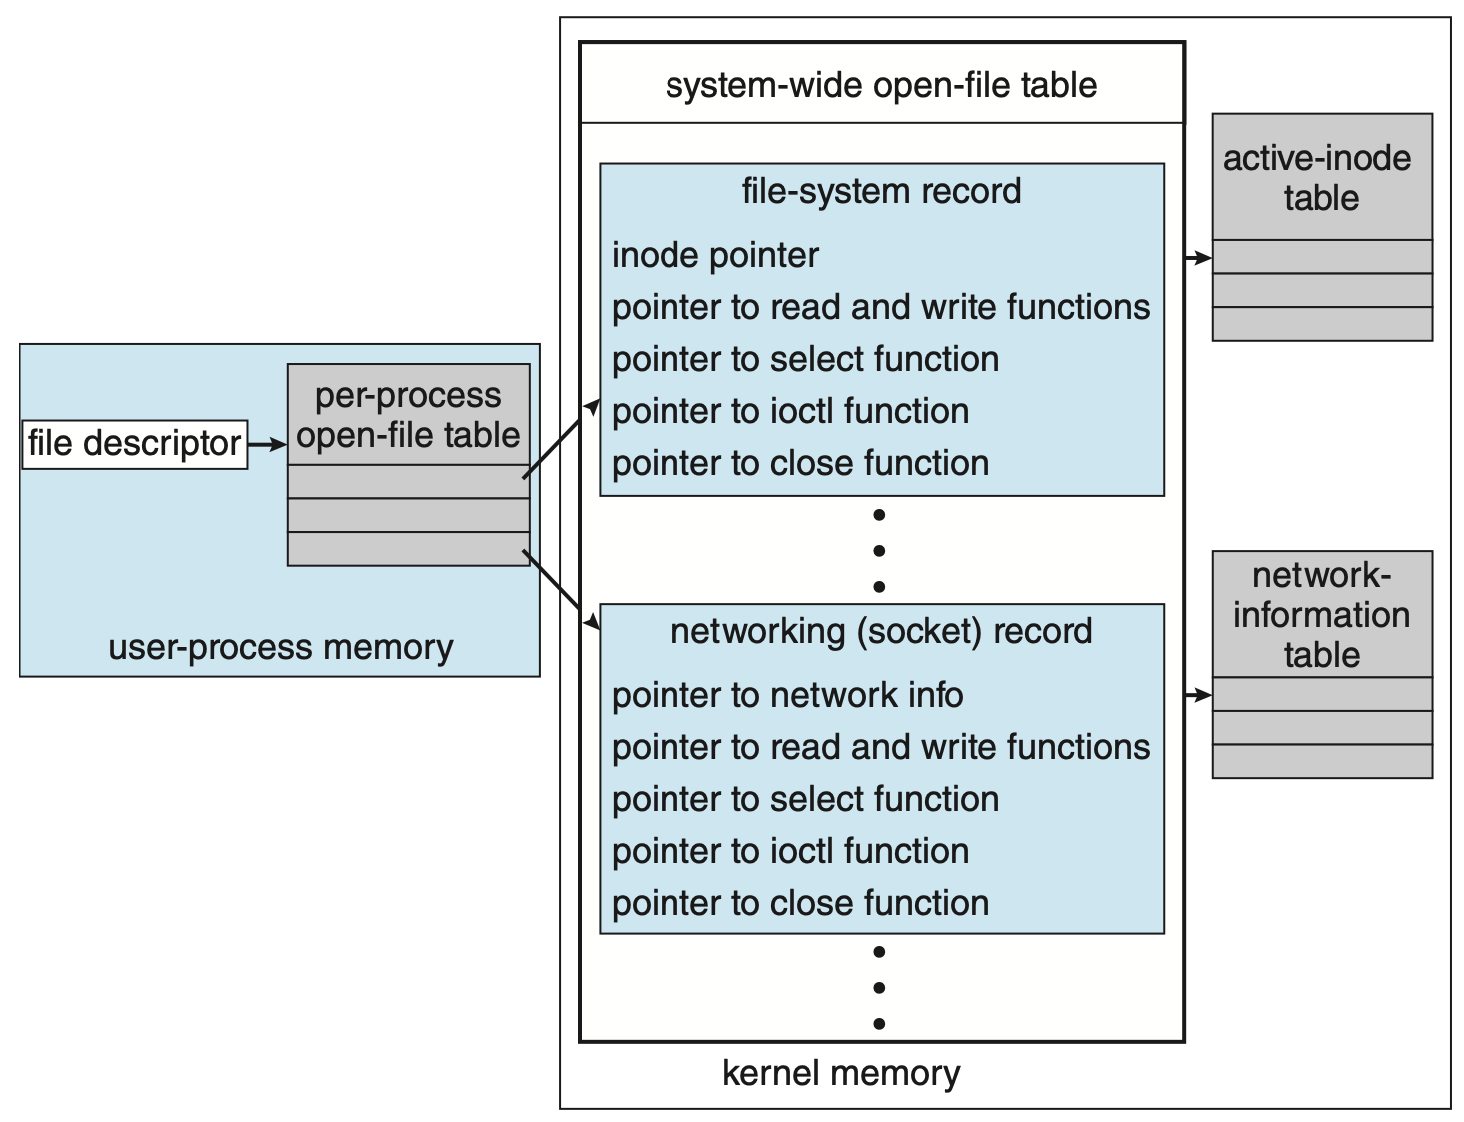 file descriptor
per-process
open-file table
user-process memory
system-wide open-file table
file-system record
inode pointer
pointer to read and write functions
pointer to select function
pointer to ioctl function
pointer to close function
networking (socket) record
pointer to network info
pointer to read and write functions
pointer to select function
pointer to ioctl function
pointer to close function
kernel memory
active-inode
table
network-
information
table